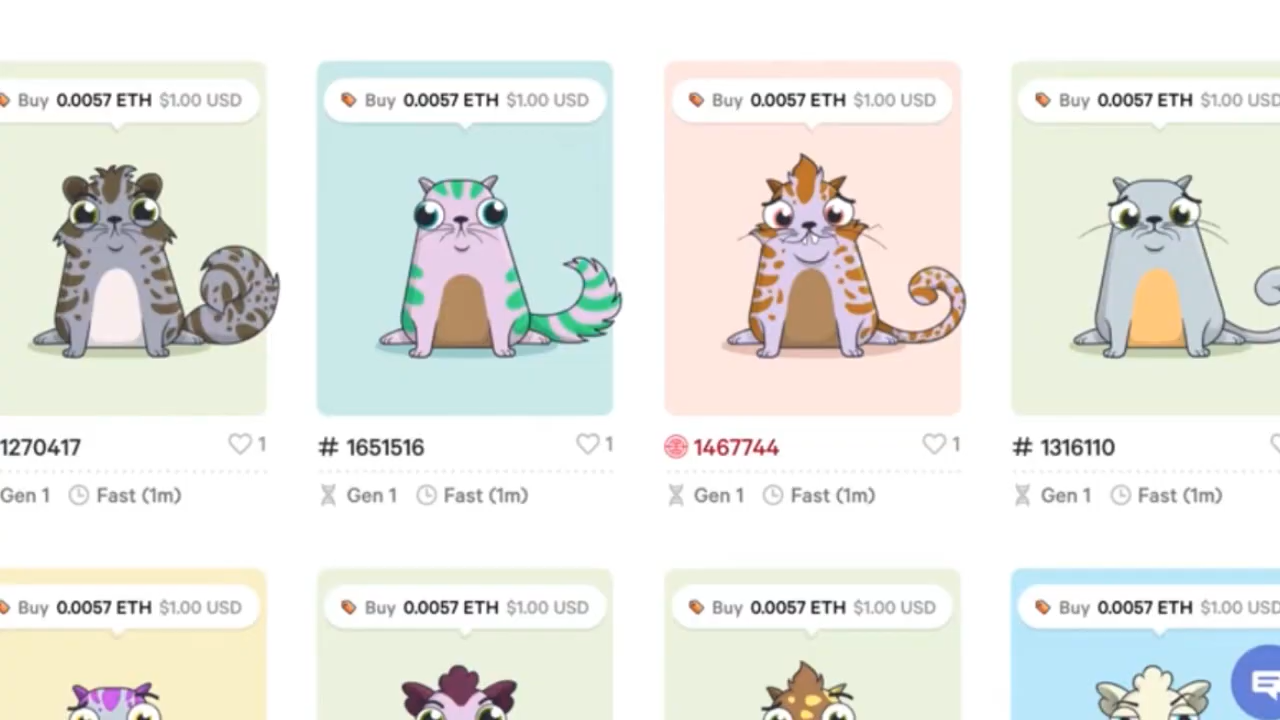 Buy 0.0057 ETH $1.00 USD
Buy 0.0057 ETH $1.00 USD
Buy 0.0057 ETH $1.00 USD
Buy 0.0057 ETH $1.00 USD
1270417
1
# 1651516
1
1467744
1
# 1316110
Gen 1 Fast (1m)
Gen 1 Fast (1m)
Gen 1 Fast (1m)
Gen 1 Fast (1m)
Buy 0.0057 ETH $1.00 USD
Buy 0.0057 ETH $1.00 USD
Buy 0.0057 ETH $1.00 USD
Buy 0.0057 ETH $1.00 USD